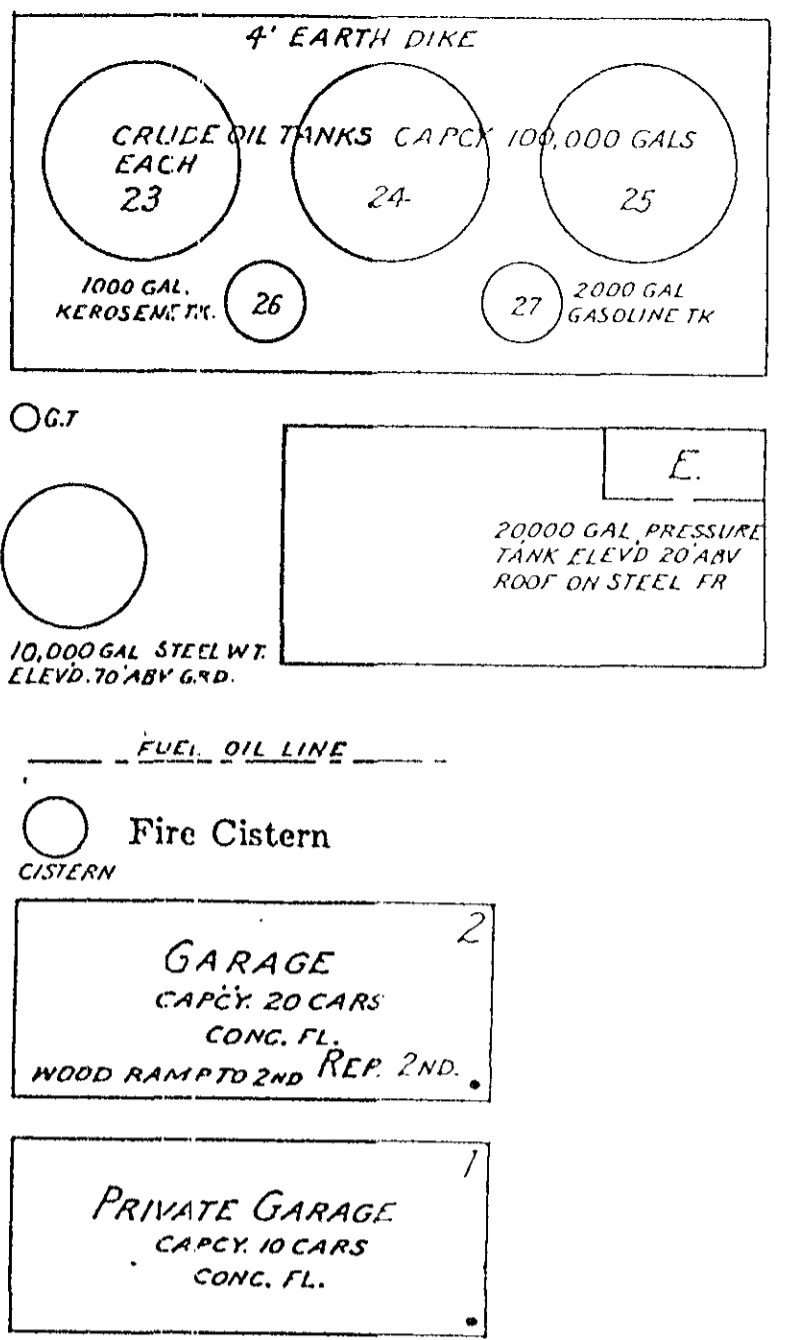 4' EARTH DIKE
CRUDE OIL TANKS CAPCY 100,000 GALS
EACH
23
24
25
1000 GAL.
KEROSENE TK.
26
27
2000 GAL
GASOLINE TK
G.T
E.
20,000 GAL. PRESSURE
TANK ELEV'D 20' ABV
ROOF ON STEEL FR
10,000 GAL STEEL W.T.
ELEV'D. 70' ABV GRD.
FUEL OIL LINE
Fire Cistern
CISTERN
2
GARAGE
CAPCY. 20 CARS
CONC. FL.
WOOD RAMP TO 2ND REP. 2ND.
1
PRIVATE GARAGE
CAPCY. 10 CARS
CONC. FL.